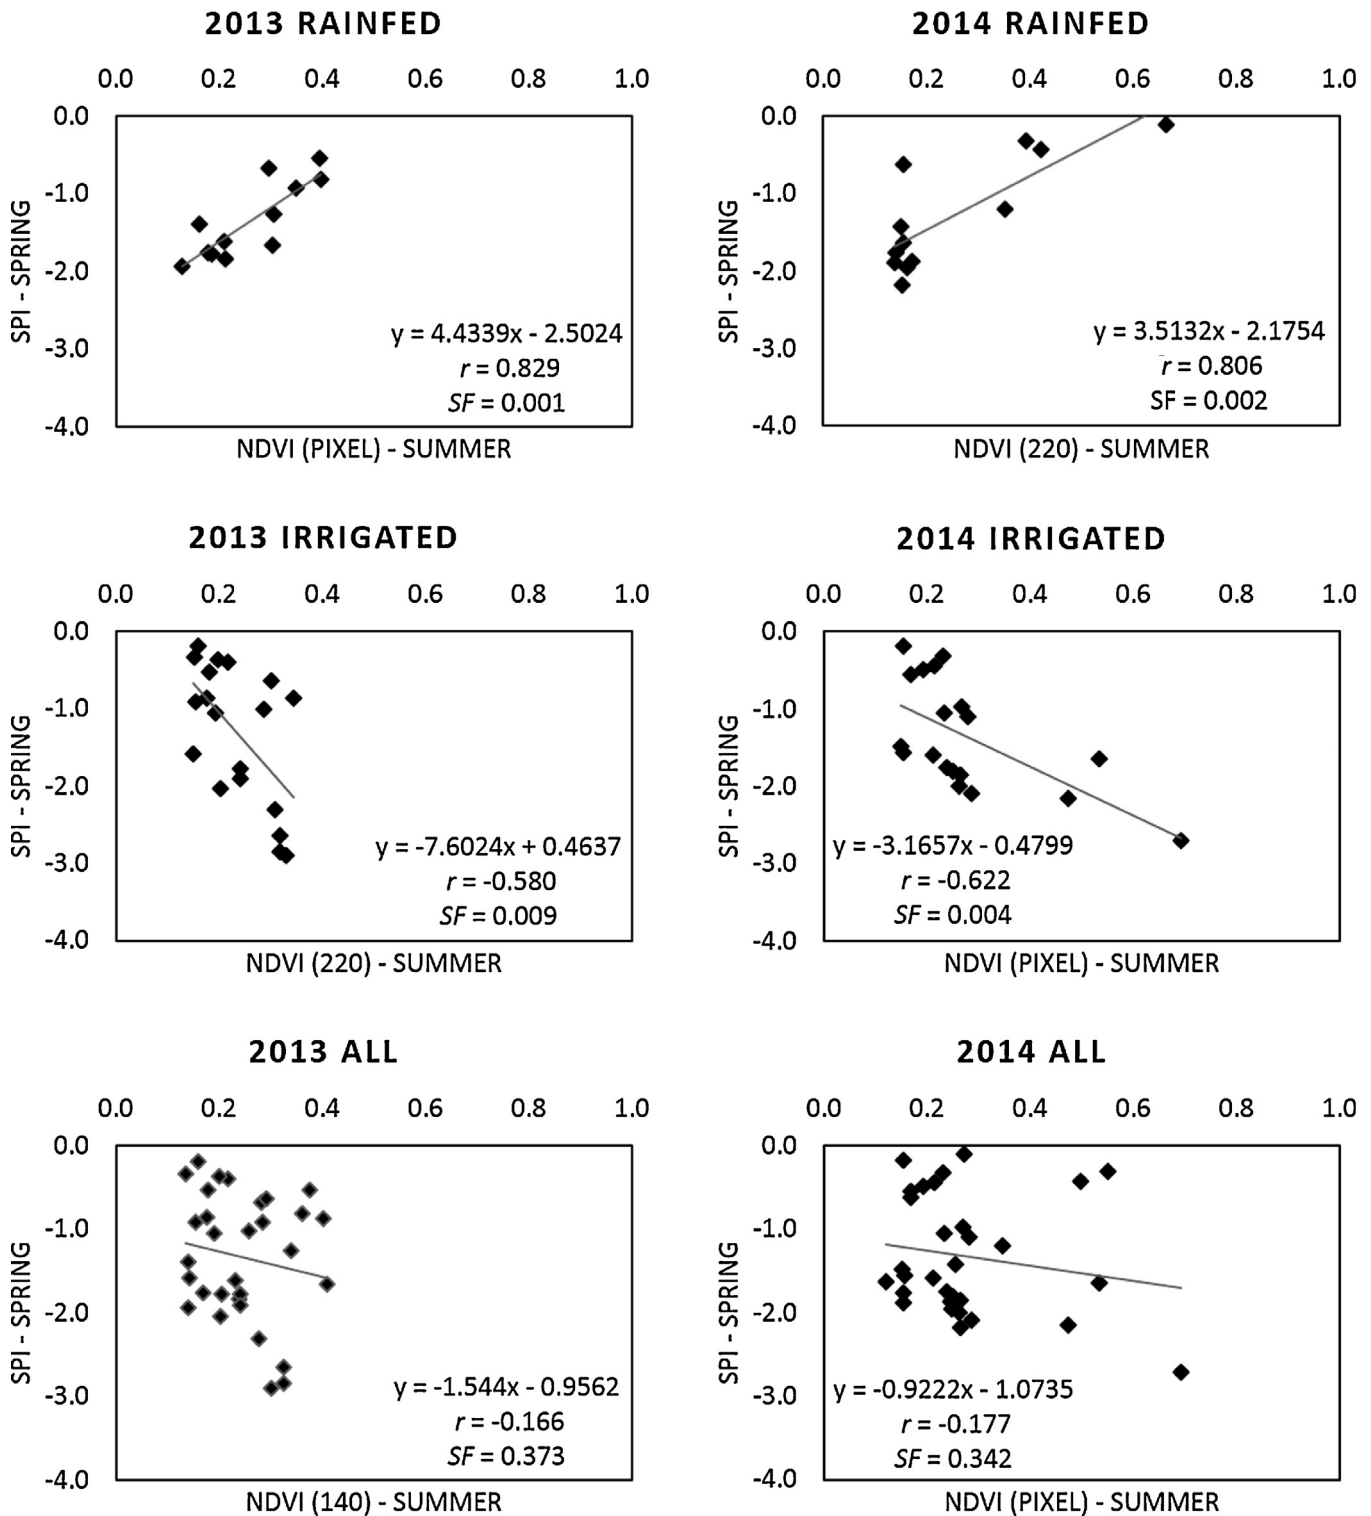 2013 RAINFED
0.0 0.2 0.4 0.6 0.8 1.0
0.0
-1.0
-2.0
-3.0
-4.0
SPI - SPRING
y = 4.4339x - 2.5024
r = 0.829
SF = 0.001
NDVI (PIXEL) - SUMMER
2014 RAINFED
0.0 0.2 0.4 0.6 0.8 1.0
0.0
-1.0
-2.0
-3.0
-4.0
SPI - SPRING
y = 3.5132x - 2.1754
r = 0.806
SF = 0.002
NDVI (220) - SUMMER
2013 IRRIGATED
0.0 0.2 0.4 0.6 0.8 1.0
0.0
-1.0
-2.0
-3.0
-4.0
SPI - SPRING
y = -7.6024x + 0.4637
r = -0.580
SF = 0.009
NDVI (220) - SUMMER
2014 IRRIGATED
0.0 0.2 0.4 0.6 0.8 1.0
0.0
-1.0
-2.0
-3.0
-4.0
SPI - SPRING
y = -3.1657x - 0.4799
r = -0.622
SF = 0.004
NDVI (PIXEL) - SUMMER
2013 ALL
0.0 0.2 0.4 0.6 0.8 1.0
0.0
-1.0
-2.0
-3.0
-4.0
SPI - SPRING
y = -1.544x - 0.9562
r = -0.166
SF = 0.373
NDVI (140) - SUMMER
2014 ALL
0.0 0.2 0.4 0.6 0.8 1.0
0.0
-1.0
-2.0
-3.0
-4.0
SPI - SPRING
y = -0.9222x - 1.0735
r = -0.177
SF = 0.342
NDVI (PIXEL) - SUMMER